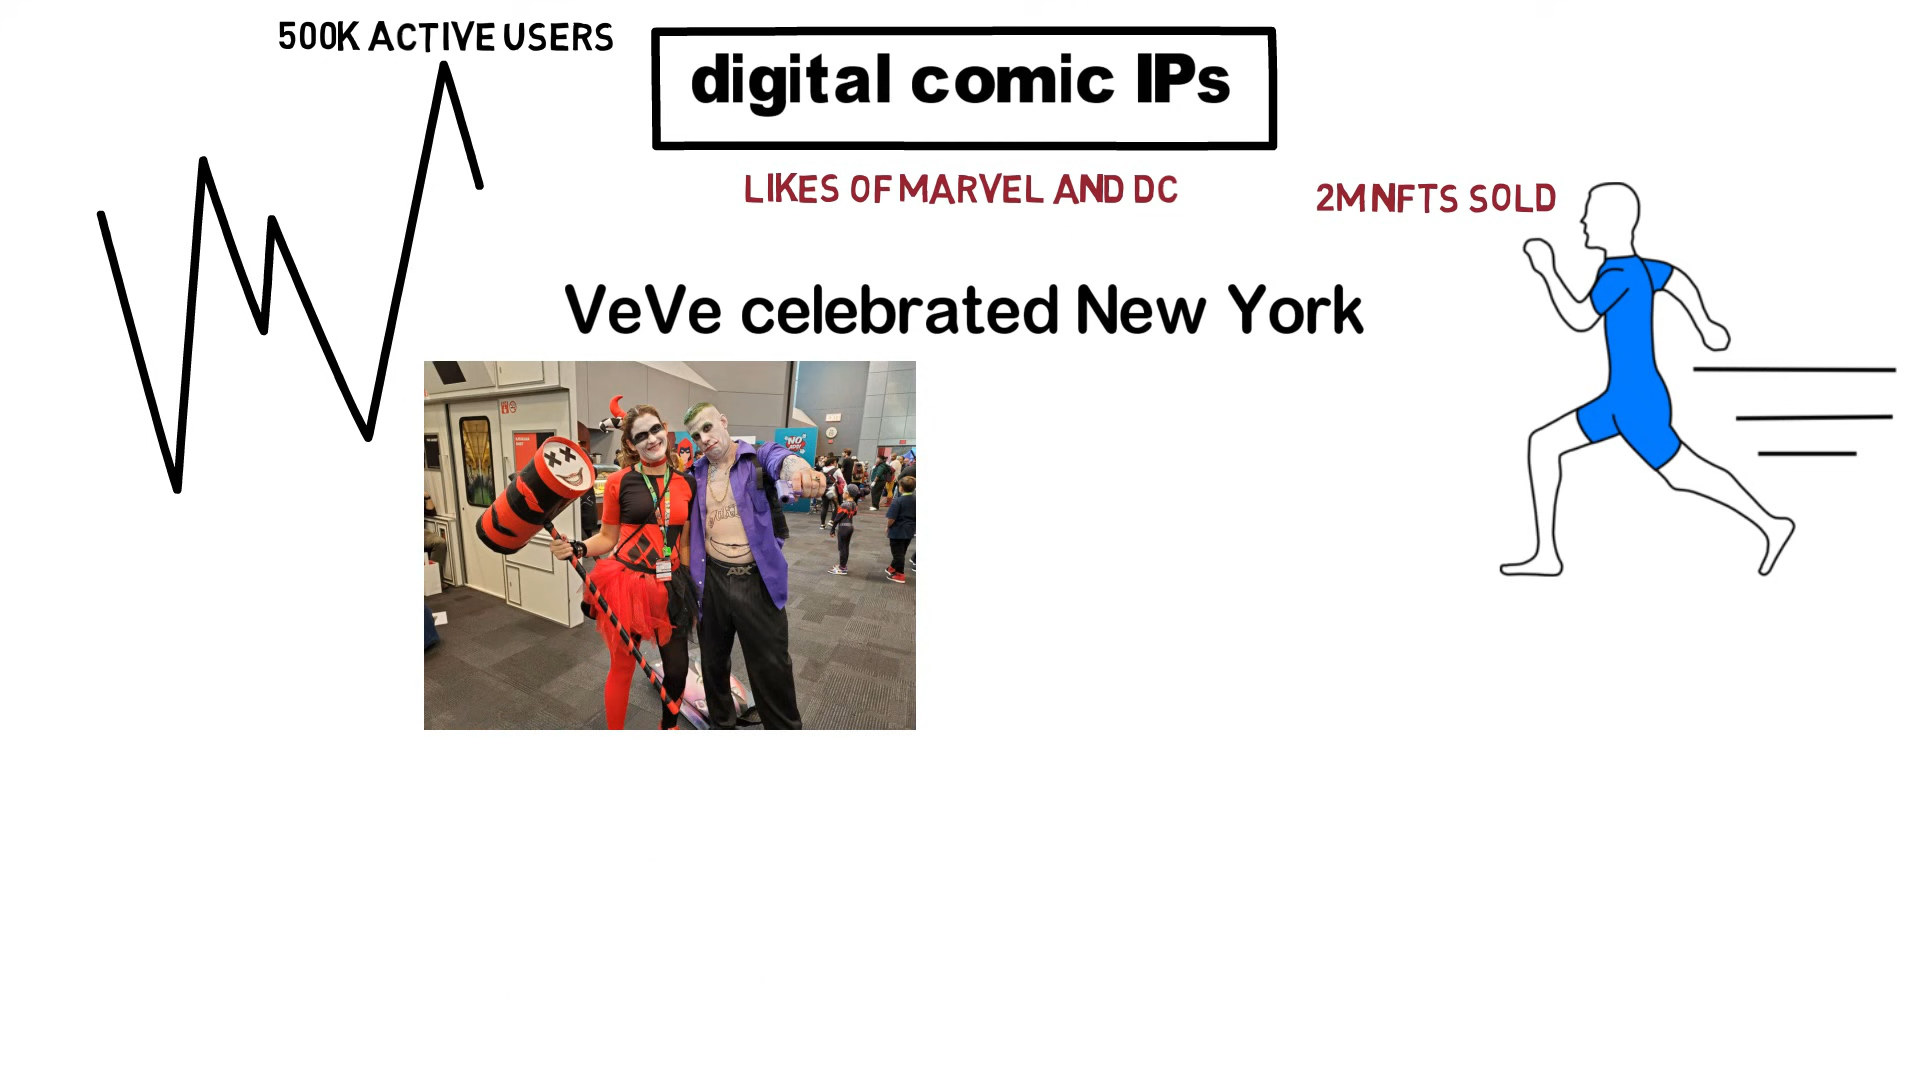 500K ACTIVE USERS
digital comic IPs
LIKES OF MARVEL AND DC
2M NFTS SOLD
VeVe celebrated New York